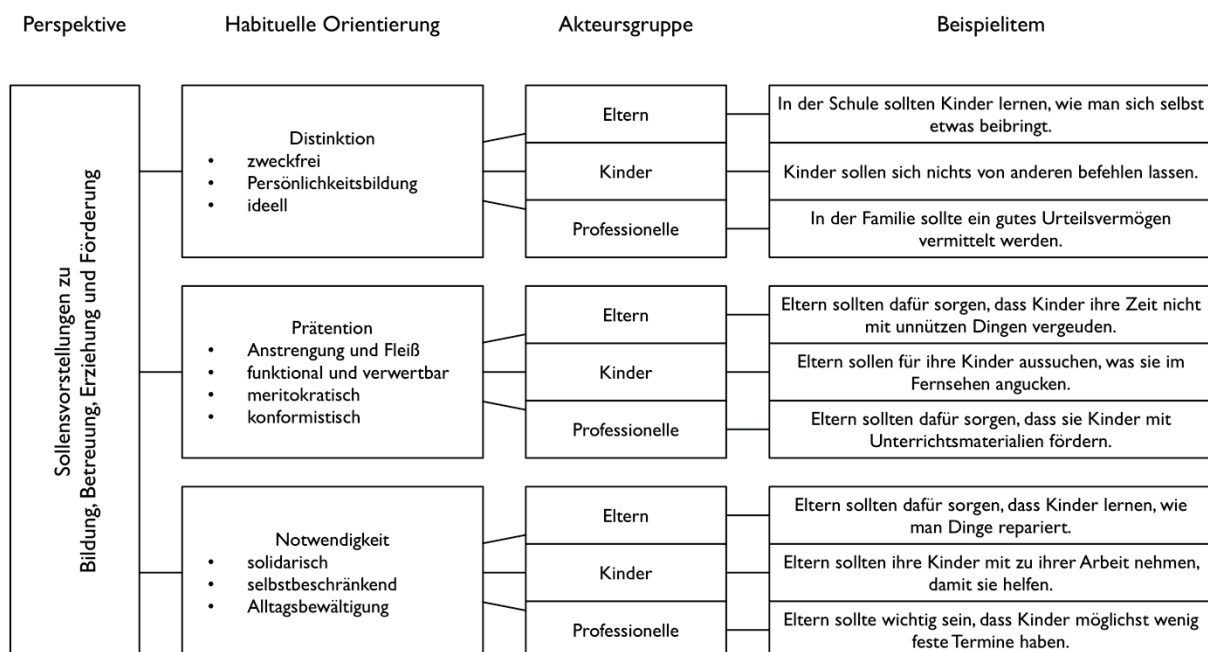 Perspektive
Habituelle Orientierung
Akteursgruppe
Beispielitem
Sollensvorstellungen zu
Bildung, Betreuung, Erziehung und Förderung
Distinktion
• zweckfrei
• Persönlichkeitsbildung
• ideell
Eltern
In der Schule sollten Kinder lernen, wie man sich selbst
etwas beibringt.
Kinder
Kinder sollen sich nichts von anderen befehlen lassen.
Professionelle
In der Familie sollte ein gutes Urteilsvermögen
vermittelt werden.
Prätention
• Anstrengung und Fleiß
• funktional und verwertbar
• meritokratisch
• konformistisch
Eltern
Eltern sollten dafür sorgen, dass Kinder ihre Zeit nicht
mit unnützen Dingen vergeuden.
Kinder
Eltern sollen für ihre Kinder aussuchen, was sie im
Fernsehen angucken.
Professionelle
Eltern sollten dafür sorgen, dass sie Kinder mit
Unterrichtsmaterialien fördern.
Notwendigkeit
• solidarisch
• selbstbeschränkend
• Alltagsbewältigung
Eltern
Eltern sollten dafür sorgen, dass Kinder lernen, wie
man Dinge repariert.
Kinder
Eltern sollten ihre Kinder mit zu ihrer Arbeit nehmen,
damit sie helfen.
Professionelle
Eltern sollte wichtig sein, dass Kinder möglichst wenig
feste Termine haben.